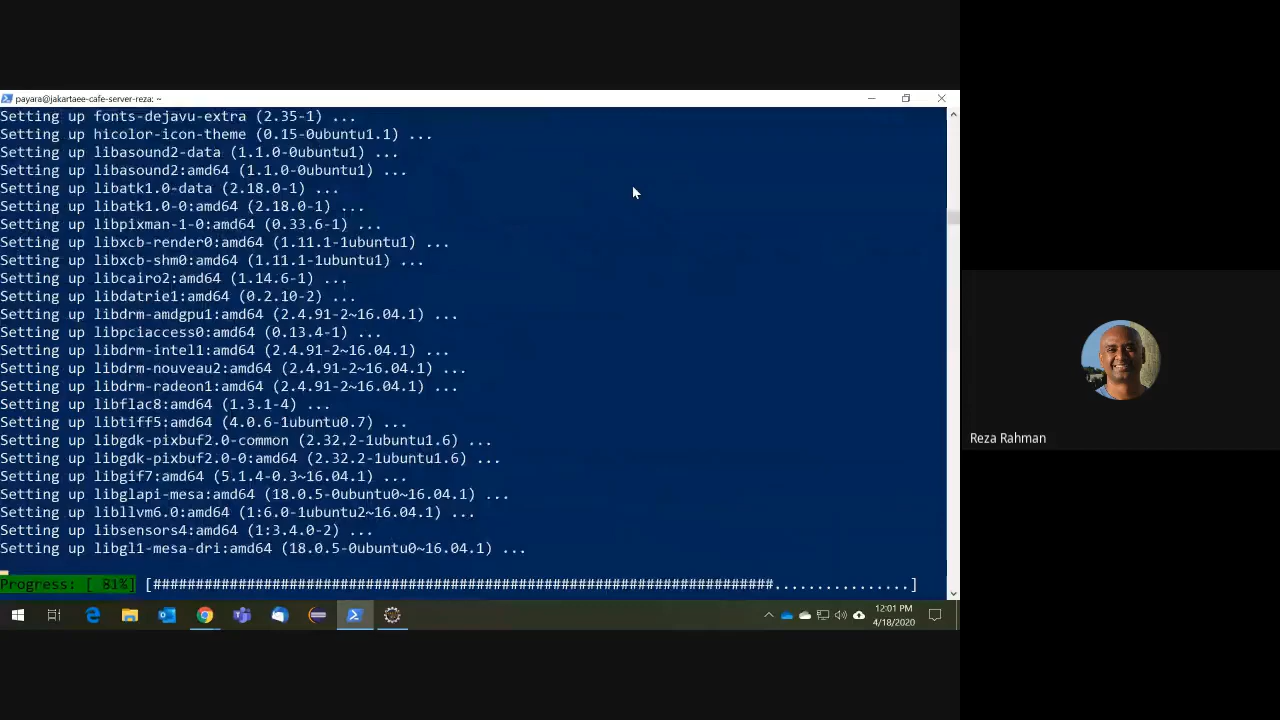 payara@jakartaee-cafe-server-reza: ~
Setting up fonts-dejavu-extra (2.35-1) ...
Setting up hicolor-icon-theme (0.15-0ubuntu1.1) ...
Setting up libasound2-data (1.1.0-0ubuntu1) ...
Setting up libasound2:amd64 (1.1.0-0ubuntu1) ...
Setting up libatk1.0-data (2.18.0-1) ...
Setting up libatk1.0-0:amd64 (2.18.0-1) ...
Setting up libpixman-1-0:amd64 (0.33.6-1) ...
Setting up libxcb-render0:amd64 (1.11.1-1ubuntu1) ...
Setting up libxcb-shm0:amd64 (1.11.1-1ubuntu1) ...
Setting up libcairo2:amd64 (1.14.6-1) ...
Setting up libdatrie1:amd64 (0.2.10-2) ...
Setting up libdrm-amdgpu1:amd64 (2.4.91-2~16.04.1) ...
Setting up libpciaccess0:amd64 (0.13.4-1) ...
Setting up libdrm-intel1:amd64 (2.4.91-2~16.04.1) ...
Setting up libdrm-nouveau2:amd64 (2.4.91-2~16.04.1) ...
Setting up libdrm-radeon1:amd64 (2.4.91-2~16.04.1) ...
Setting up libflac8:amd64 (1.3.1-4) ...
Setting up libtiff5:amd64 (4.0.6-1ubuntu0.7) ...
Setting up libgdk-pixbuf2.0-common (2.32.2-1ubuntu1.6) ...
Setting up libgdk-pixbuf2.0-0:amd64 (2.32.2-1ubuntu1.6) ...
Setting up libgif7:amd64 (5.1.4-0.3~16.04.1) ...
Setting up libglapi-mesa:amd64 (18.0.5-0ubuntu0~16.04.1) ...
Setting up libllvm6.0:amd64 (1:6.0-1ubuntu2~16.04.1) ...
Setting up libsensors4:amd64 (1:3.4.0-2) ...
Setting up libgl1-mesa-dri:amd64 (18.0.5-0ubuntu0~16.04.1) ...
Progress: [ 81%] [#########################################################################................]
12:01 PM
4/18/2020
Reza Rahman